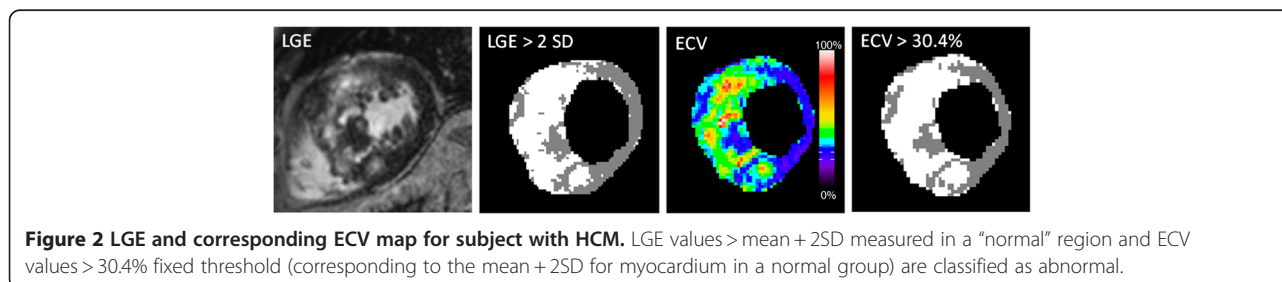 LGE
LGE > 2 SD
ECV
100%
0%
ECV > 30.4%
Figure 2 LGE and corresponding ECV map for subject with HCM. LGE values > mean + 2SD measured in a “normal” region and ECV
values > 30.4% fixed threshold (corresponding to the mean + 2SD for myocardium in a normal group) are classified as abnormal.